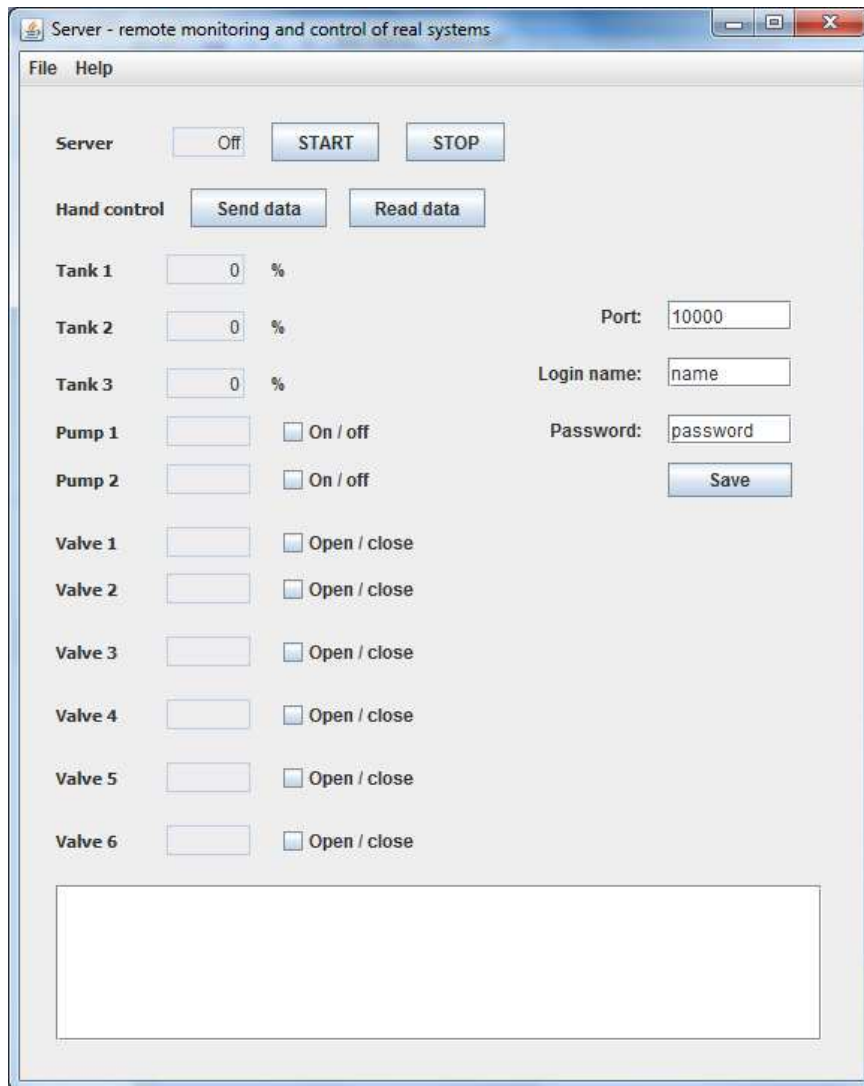 Server - remote monitoring and control of real systems
File Help
Server Off START STOP
Hand control Send data Read data
Tank 1 0 %
Port: 10000
Tank 2 0 %
Login name: name
Tank 3 0 %
Pump 1 On / off Password: password
Pump 2 On / off Save
Valve 1 Open / close
Valve 2 Open / close
Valve 3 Open / close
Valve 4 Open / close
Valve 5 Open / close
Valve 6 Open / close